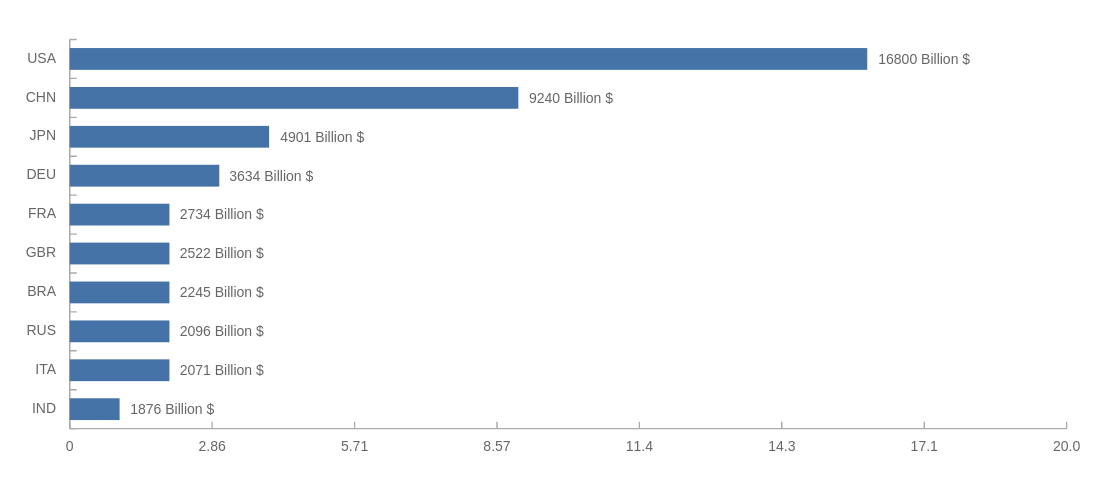 USA 16800 Billion $
CHN 9240 Billion $
JPN 4901 Billion $
DEU 3634 Billion $
FRA 2734 Billion $
GBR 2522 Billion $
BRA 2245 Billion $
RUS 2096 Billion $
ITA 2071 Billion $
IND 1876 Billion $
0 2.86 5.71 8.57 11.4 14.3 17.1 20.0